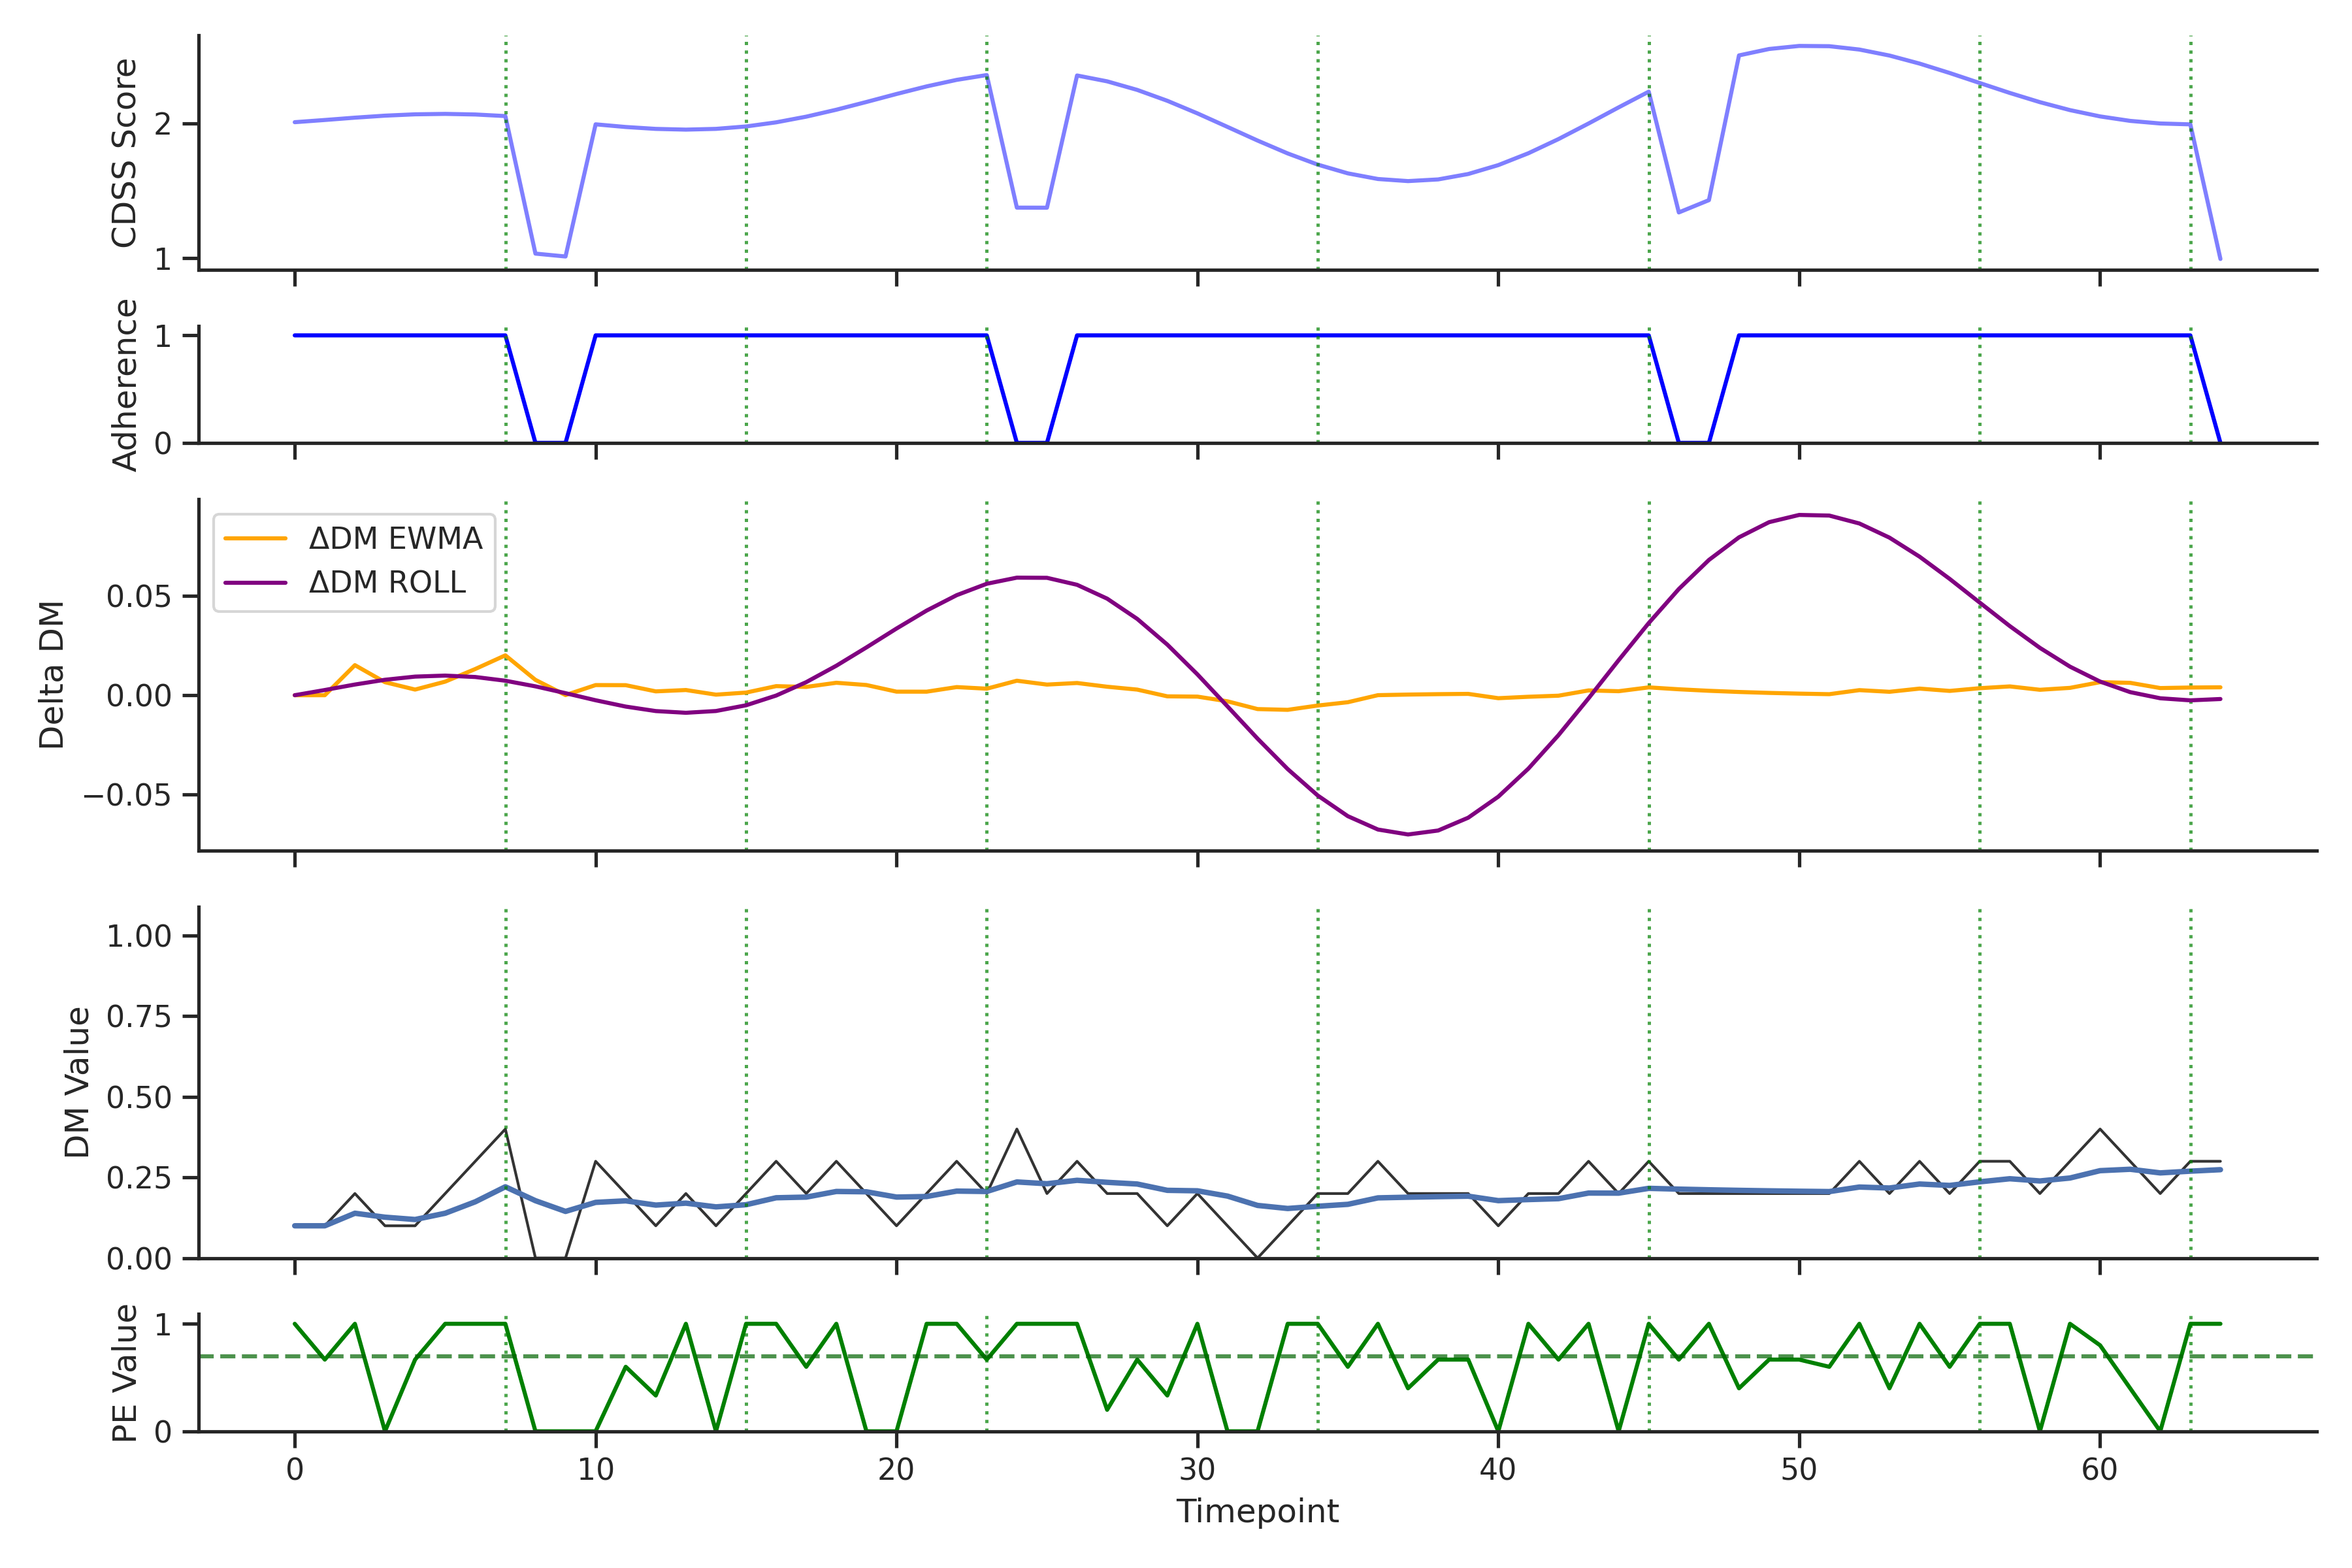 CDSS Score
2
1
Adherence
1
0
Delta DM
ΔDM EWMA
ΔDM ROLL
0.05
0.00
−0.05
DM Value
1.00
0.75
0.50
0.25
0.00
PE Value
1
0
0 10 20 30 40 50 60
Timepoint